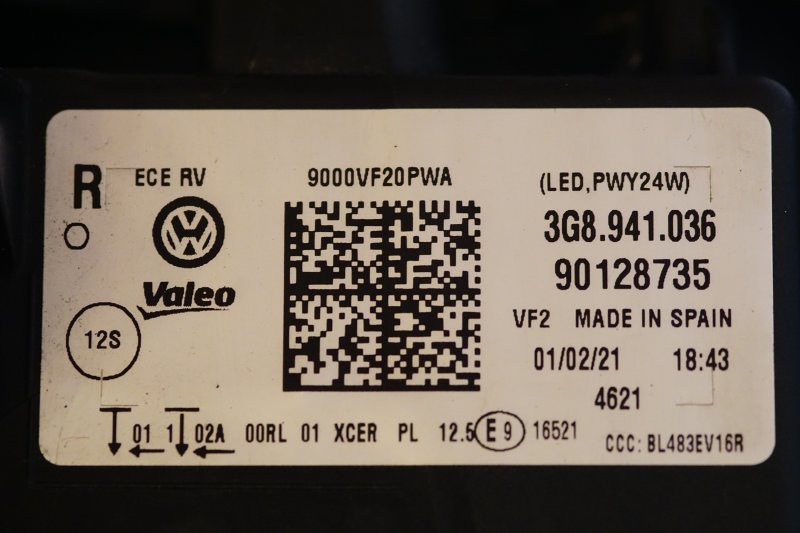 R ECE RV 9000VF20PWA (LED,PWY24W)
3G8.941.036
Valeo 90128735
VF2 MADE IN SPAIN
12S 01/02/21 18:43
4621
01 1 02A 00RL 01 XCER PL 12.5 E 9 16521 CCC: BL483EV16R